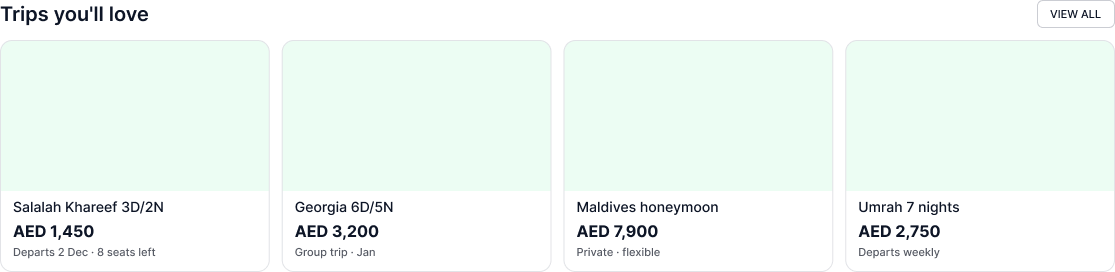 Trips you'll love
VIEW ALL
Salalah Khareef 3D/2N
AED 1,450
Departs 2 Dec · 8 seats left
Georgia 6D/5N
AED 3,200
Group trip · Jan
Maldives honeymoon
AED 7,900
Private · flexible
Umrah 7 nights
AED 2,750
Departs weekly